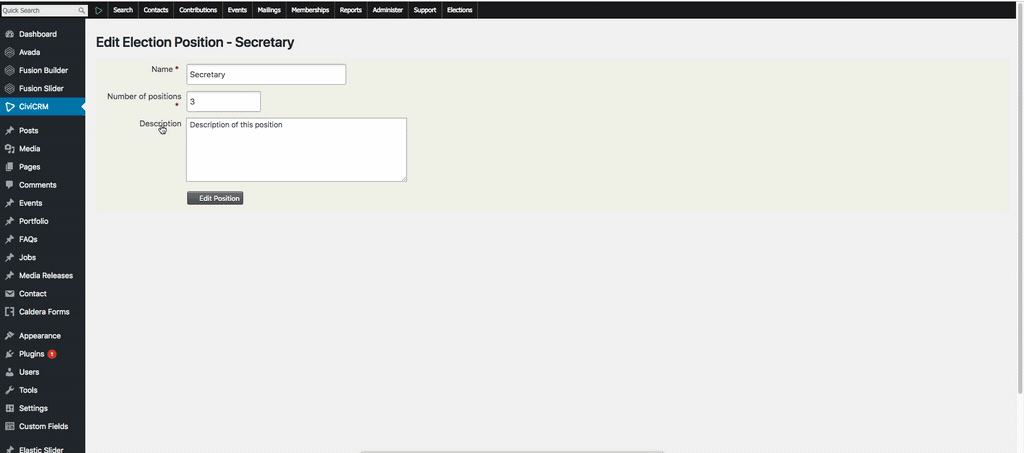 Quick Search
Search Contacts Contributions Events Mailings Memberships Reports Administer Support Elections
Dashboard
Avada
Fusion Builder
Fusion Slider
CiviCRM
Posts
Media
Pages
Comments
Events
Portfolio
FAQs
Jobs
Media Releases
Contact
Caldera Forms
Appearance
Plugins 1
Users
Tools
Settings
Custom Fields
Elastic Slider
Edit Election Position - Secretary
Name * Secretary
Number of positions * 3
Description Description of this position
Edit Position